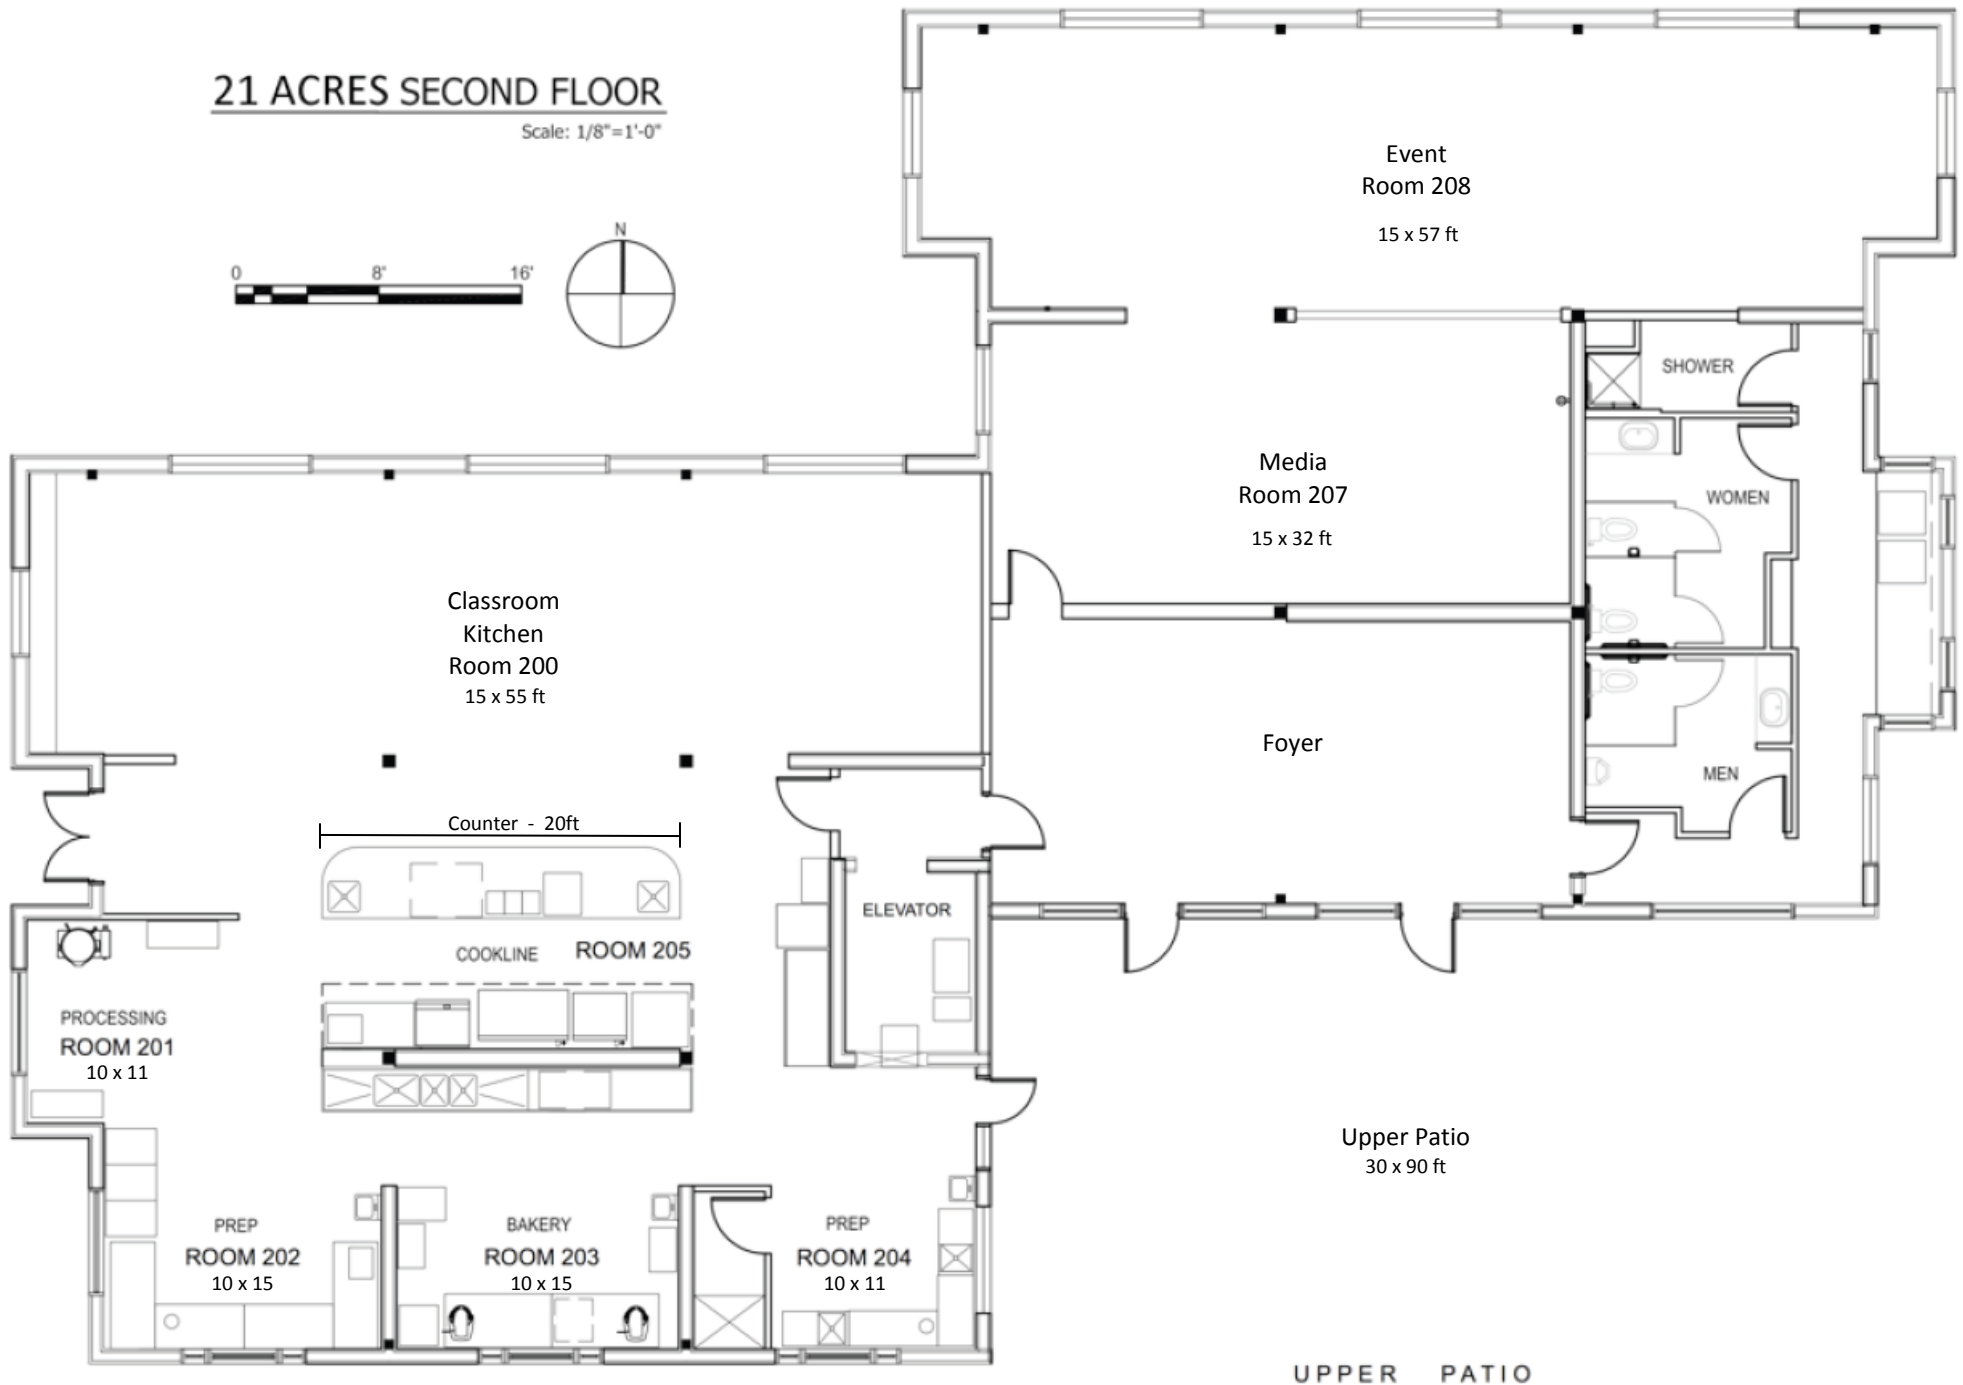 21 ACRES SECOND FLOOR
Scale: 1/8"=1'-0"
0 8' 16'
N
Event
Room 208
15 x 57 ft
SHOWER
Media
Room 207
15 x 32 ft
WOMEN
Classroom
Kitchen
Room 200
15 x 55 ft
Foyer
MEN
Counter - 20ft
ELEVATOR
COOKLINE ROOM 205
PROCESSING
ROOM 201
10 x 11
Upper Patio
30 x 90 ft
PREP
ROOM 202
10 x 15
BAKERY
ROOM 203
10 x 15
PREP
ROOM 204
10 x 11
UPPER PATIO